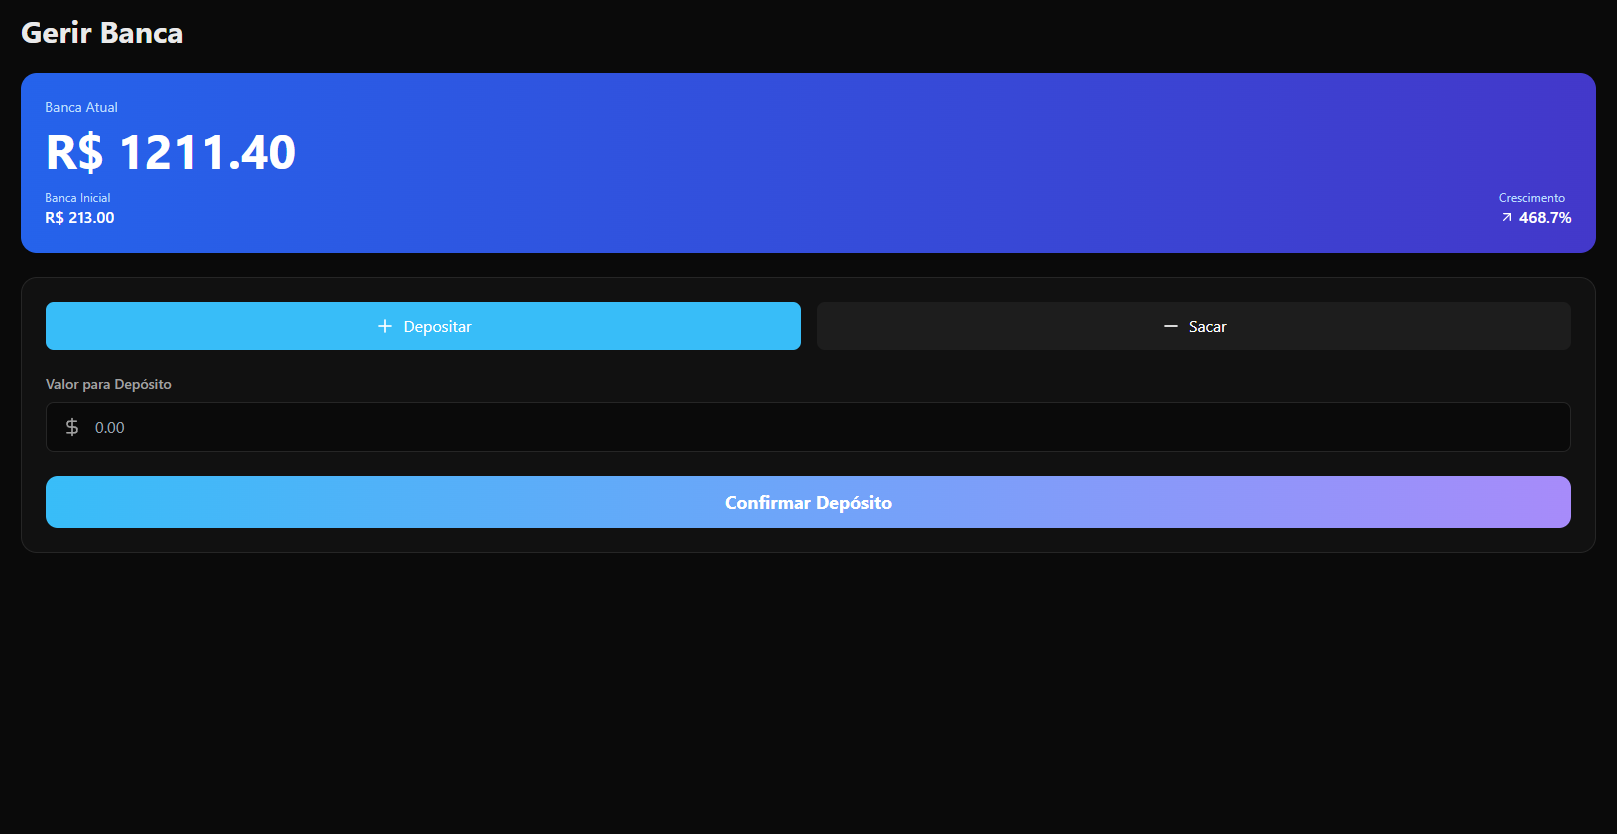 Gerir Banca
Banca Atual
R$ 1211.40
Banca Inicial
R$ 213.00
Crescimento
468.7%
Depositar
Sacar
Valor para Depósito
$ 0.00
Confirmar Depósito